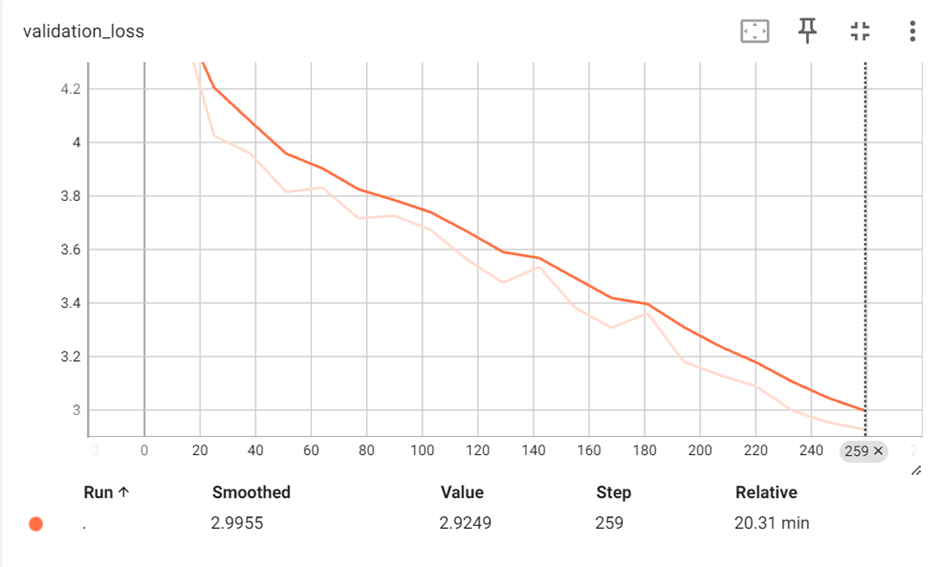 validation_loss
4.2
4
3.8
3.6
3.4
3.2
3
0 0 20 40 60 80 100 120 140 160 180 200 220 240 259 × 2
Run ↑ Smoothed Value Step Relative
. 2.9955 2.9249 259 20.31 min